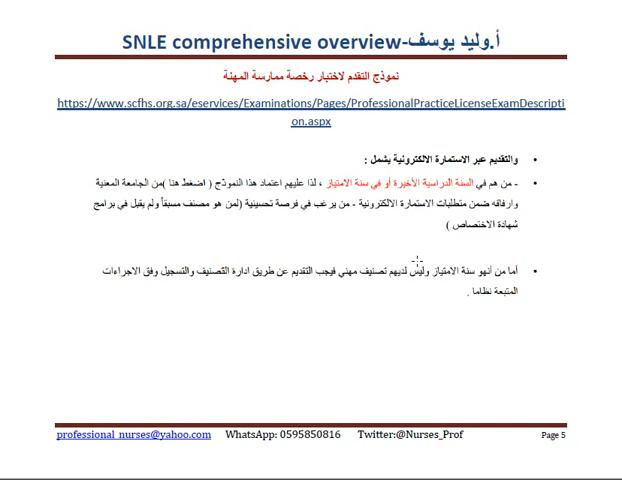 SNLE comprehensive overview-أ.وليد يوسف
نموذج التقدم لاختبار رخصة ممارسة المهنة
https://www.scfhs.org.sa/eservices/Examinations/Pages/ProfessionalPracticeLicenseExamDescripti
on.aspx
• والتقديم عبر الاستمارة الالكترونية يشمل :
• - من هم في السنة الدراسية الأخيرة أو في سنة الامتياز ، لذا عليهم اعتماد هذا النموذج ( اضغط هنا )من الجامعة المعنية
وارفاقه ضمن متطلبات الاستمارة الالكترونية - من يرغب في فرصة تحسينية (لمن هو مصنف مسبقاً ولم يقبل في برامج
شهادة الاختصاص )
• أما من أنهو سنة الامتياز وليس لديهم تصنيف مهني فيجب التقديم عن طريق ادارة التصنيف والتسجيل وفق الاجراءات
المتبعة نظاما .
professional_nurses@yahoo.com WhatsApp: 0595850816 Twitter:@Nurses_Prof Page 5